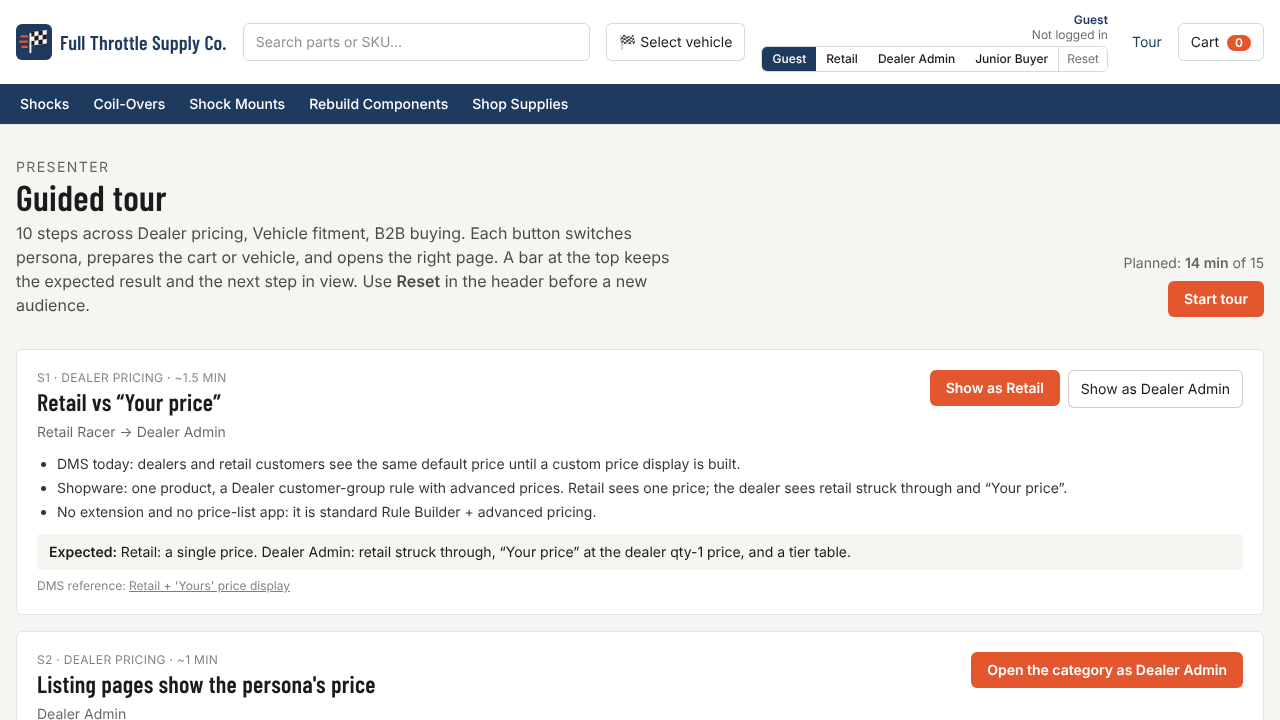 Full Throttle Supply Co.
Search parts or SKU...
Select vehicle
Guest
Not logged in
Guest
Retail
Dealer Admin
Junior Buyer
Reset
Tour
Cart 0
Shocks
Coil-Overs
Shock Mounts
Rebuild Components
Shop Supplies
PRESENTER
Guided tour
10 steps across Dealer pricing, Vehicle fitment, B2B buying. Each button switches
persona, prepares the cart or vehicle, and opens the right page. A bar at the top keeps
the expected result and the next step in view. Use Reset in the header before a new
audience.
Planned: 14 min of 15
Start tour
S1 · DEALER PRICING · ~1.5 MIN
Retail vs “Your price”
Retail Racer → Dealer Admin
Show as Retail
Show as Dealer Admin
• DMS today: dealers and retail customers see the same default price until a custom price display is built.
• Shopware: one product, a Dealer customer-group rule with advanced prices. Retail sees one price; the dealer sees retail struck through and “Your price”.
• No extension and no price-list app: it is standard Rule Builder + advanced pricing.
Expected: Retail: a single price. Dealer Admin: retail struck through, “Your price” at the dealer qty-1 price, and a tier table.
DMS reference: Retail + 'Yours' price display
S2 · DEALER PRICING · ~1 MIN
Listing pages show the persona's price
Dealer Admin
Open the category as Dealer Admin